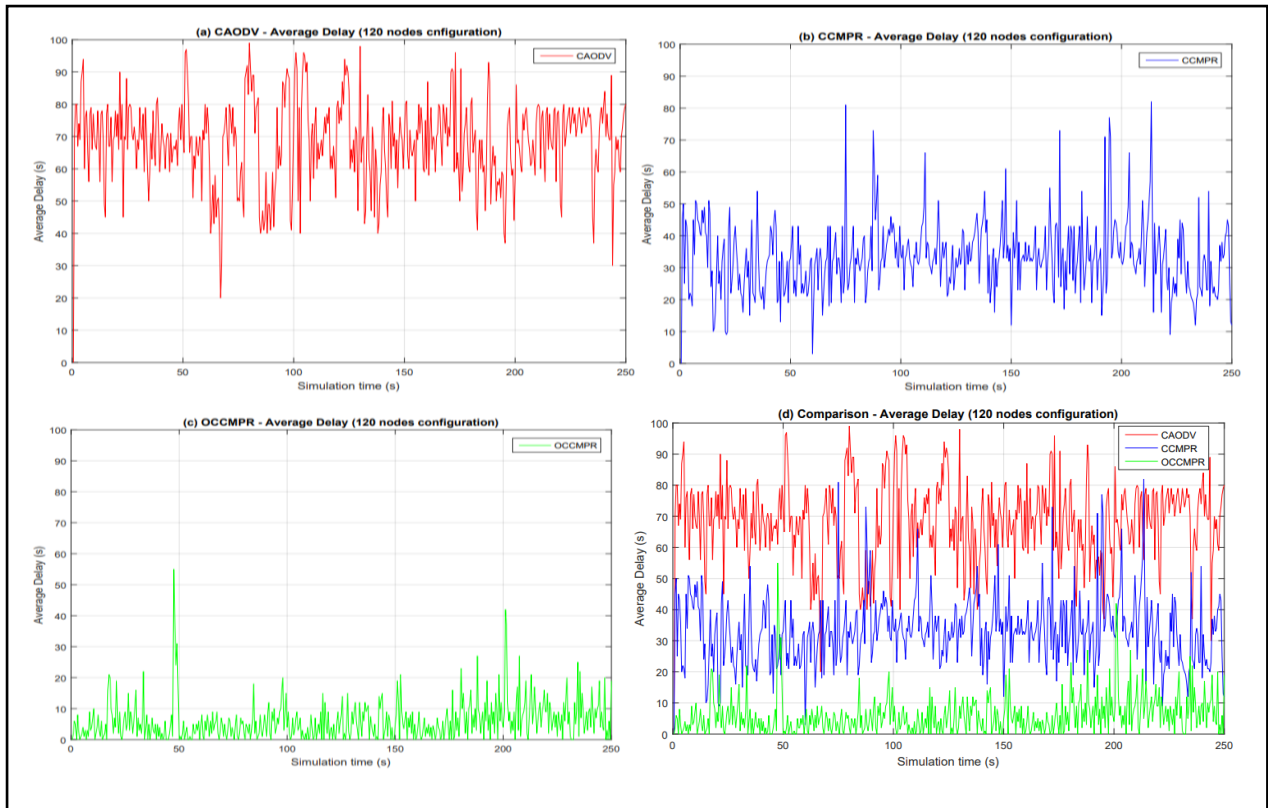 (a) CAODV - Average Delay (120 nodes cnfiguration)
CAODV
Average Delay (s)
100
90
80
70
60
50
40
30
20
10
0
0 50 100 150 200 250
Simulation time (s)
(b) CCMPR - Average Delay (120 nodes configuration)
CCMPR
Average Delay (s)
100
90
80
70
60
50
40
30
20
10
0
0 50 100 150 200 250
Simulation time (s)
(c) OCCMPR - Average Delay (120 nodes configuration)
OCCMPR
Average Delay (s)
100
90
80
70
60
50
40
30
20
10
0
0 50 100 150 200 250
Simulation time (s)
(d) Comparison - Average Delay (120 nodes configuration)
CAODV
CCMPR
OCCMPR
Average Delay (s)
100
90
80
70
60
50
40
30
20
10
0
0 50 100 150 200 250
Simulation time (s)